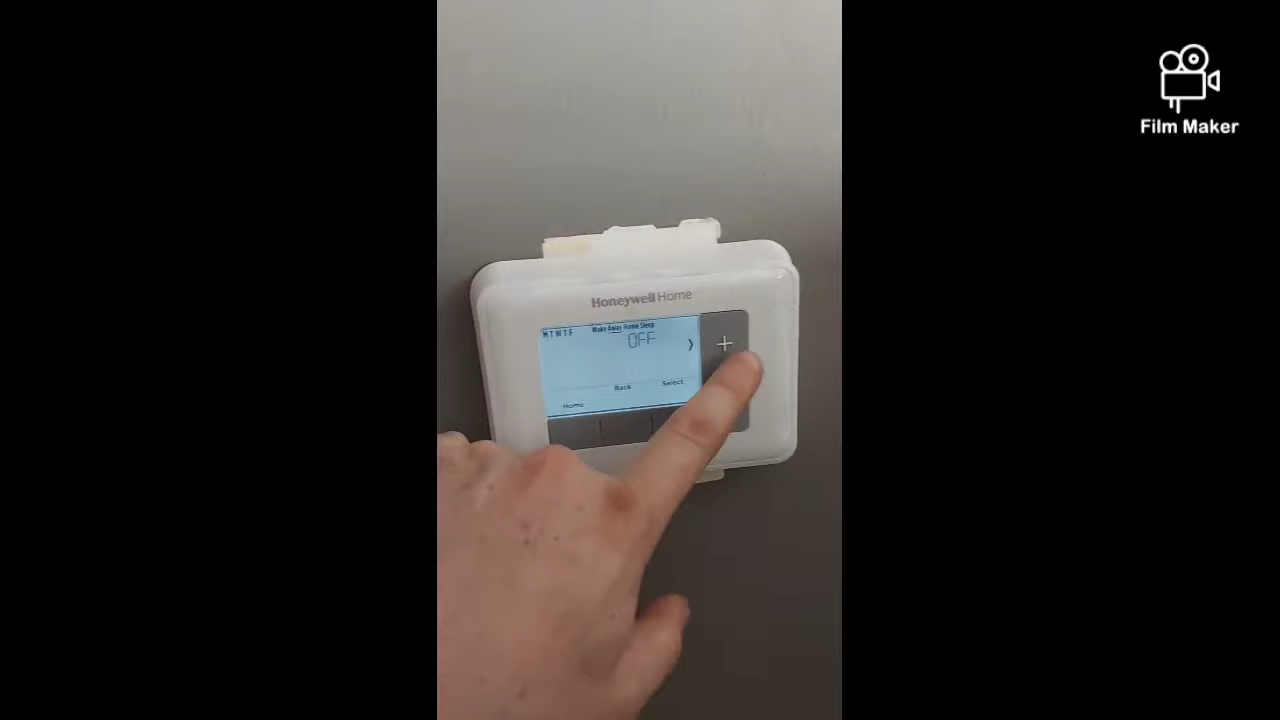 Film Maker
Honeywell Home
M T W T F
Wake Away Home Sleep
OFF
Back Select
Home